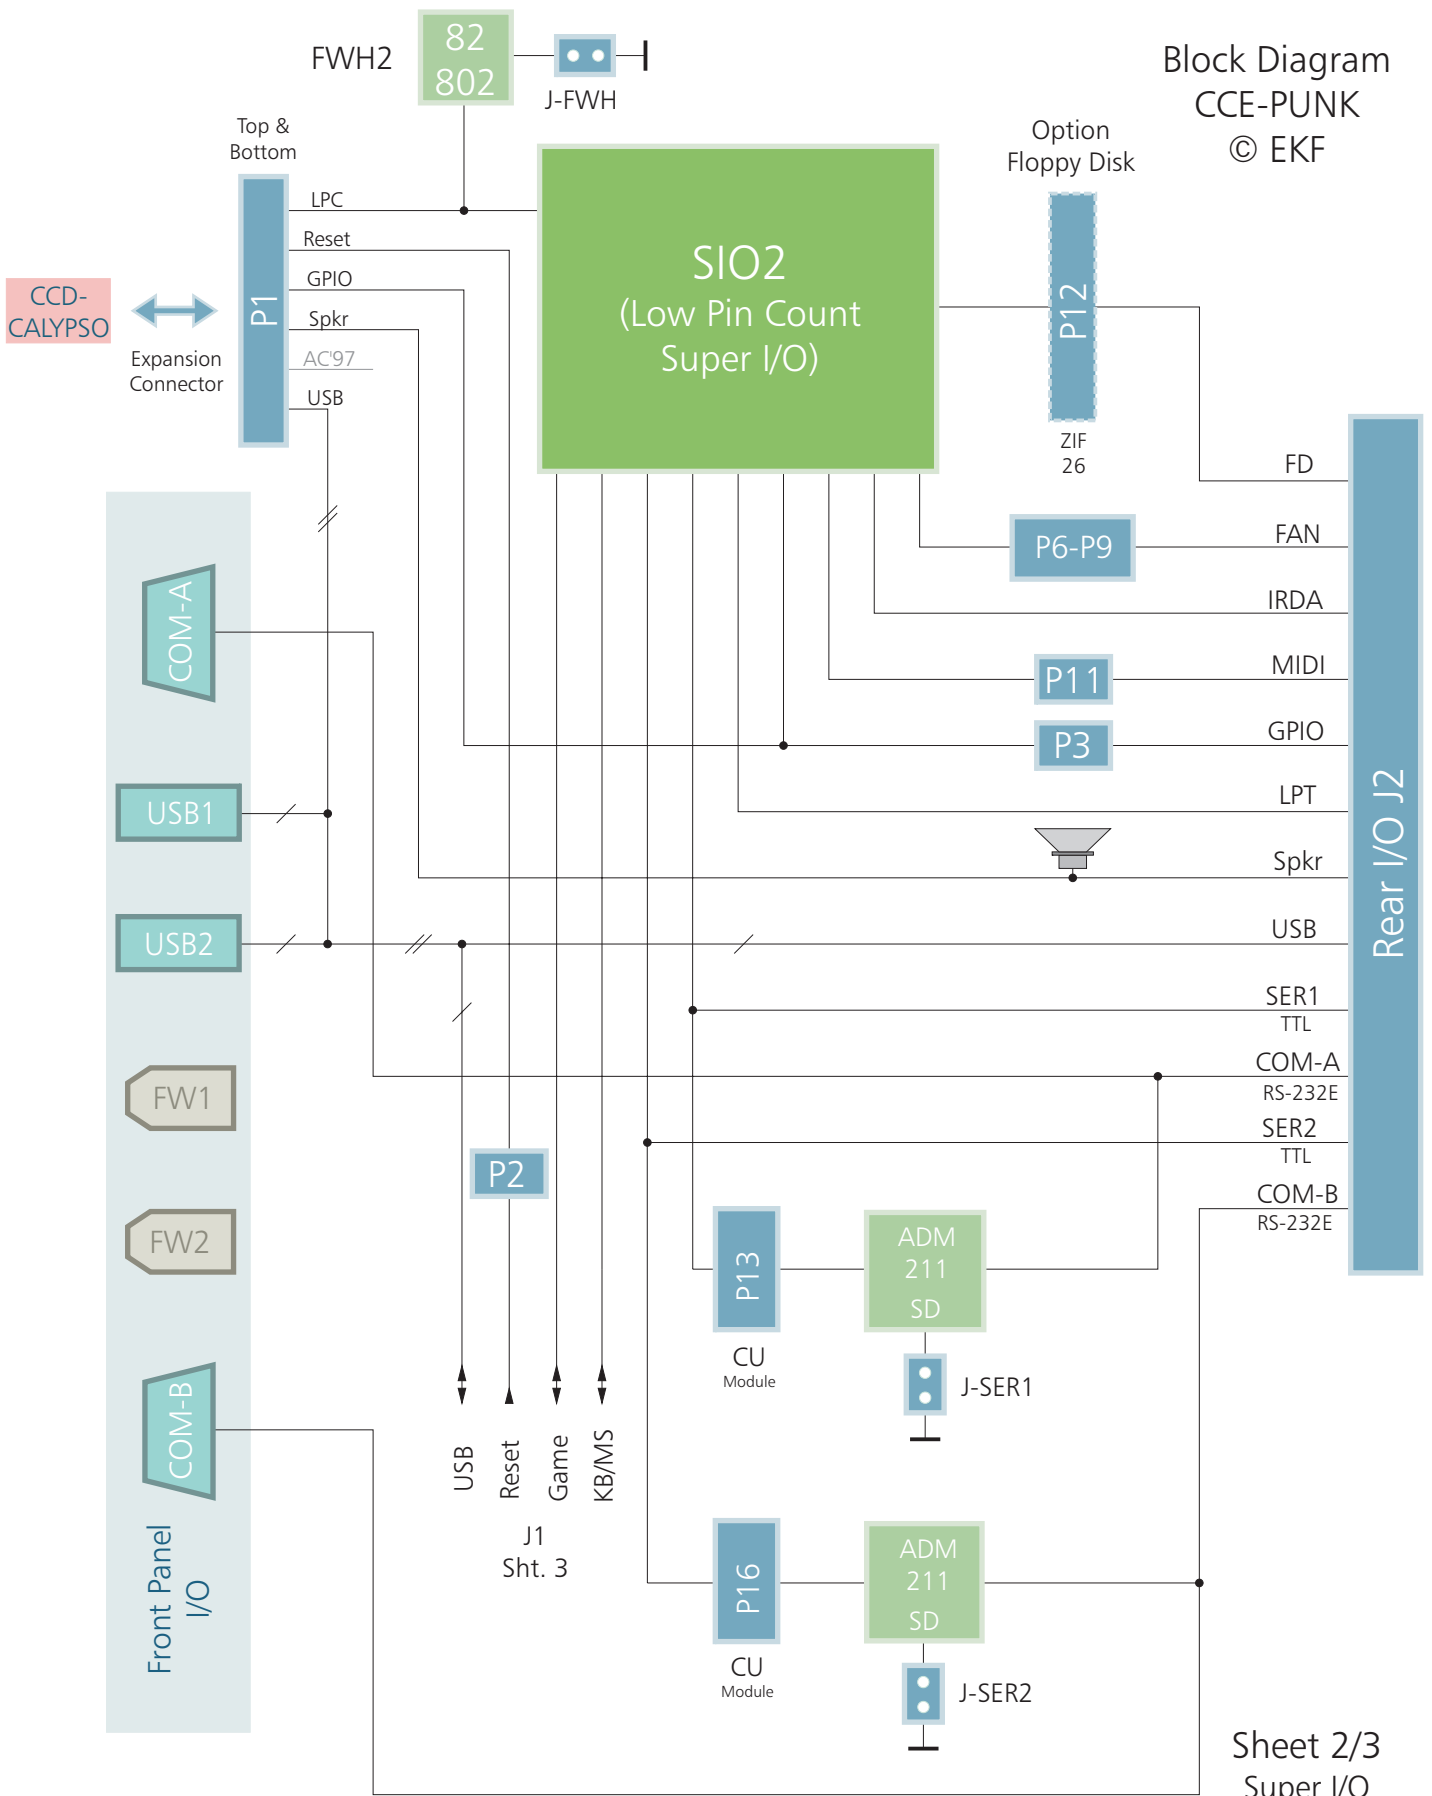 FWH2
82
802
J-FWH
Block Diagram
CCE-PUNK
© EKF
Top &
Bottom
Option
Floppy Disk
LPC
Reset
GPIO
Spkr
AC'97
USB
P1
CCD-
CALYPSO
Expansion
Connector
SIO2
(Low Pin Count
Super I/O)
P12
ZIF
26
FD
FAN
P6-P9
IRDA
MIDI
P11
GPIO
P3
LPT
Spkr
USB
SER1
TTL
COM-A
RS-232E
SER2
TTL
COM-B
RS-232E
Rear I/O J2
COM-A
USB1
USB2
FW1
FW2
COM-B
Front Panel
I/O
P2
P13
CU
Module
ADM
211
SD
J-SER1
USB
Reset
Game
KB/MS
J1
Sht. 3
P16
CU
Module
ADM
211
SD
J-SER2
Sheet 2/3
Super I/O